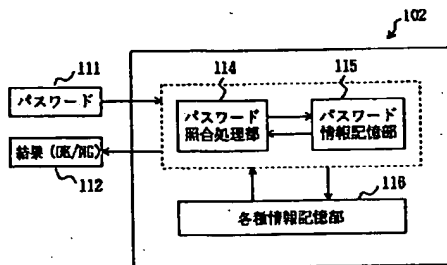 102
111
114
115
パスワード
パスワード
照合処理部
パスワード
情報記憶部
結果(OK/NG)
112
116
各種情報記憶部